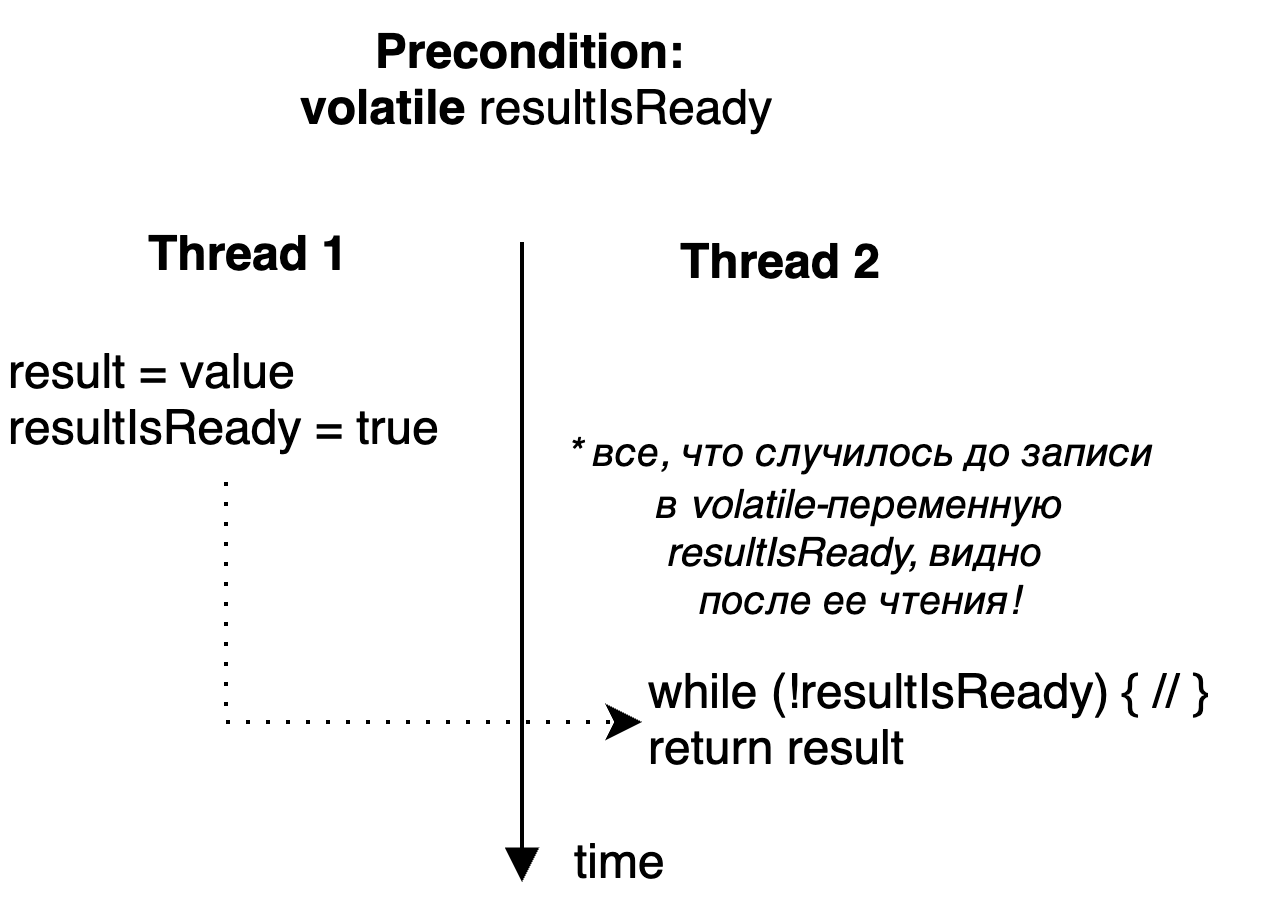 Precondition:
volatile resultIsReady
Thread 1
Thread 2
result = value
resultIsReady = true
* все, что случилось до записи
в volatile-переменную
resultIsReady, видно
после ее чтения!
while (!resultIsReady) { // }
return result
time